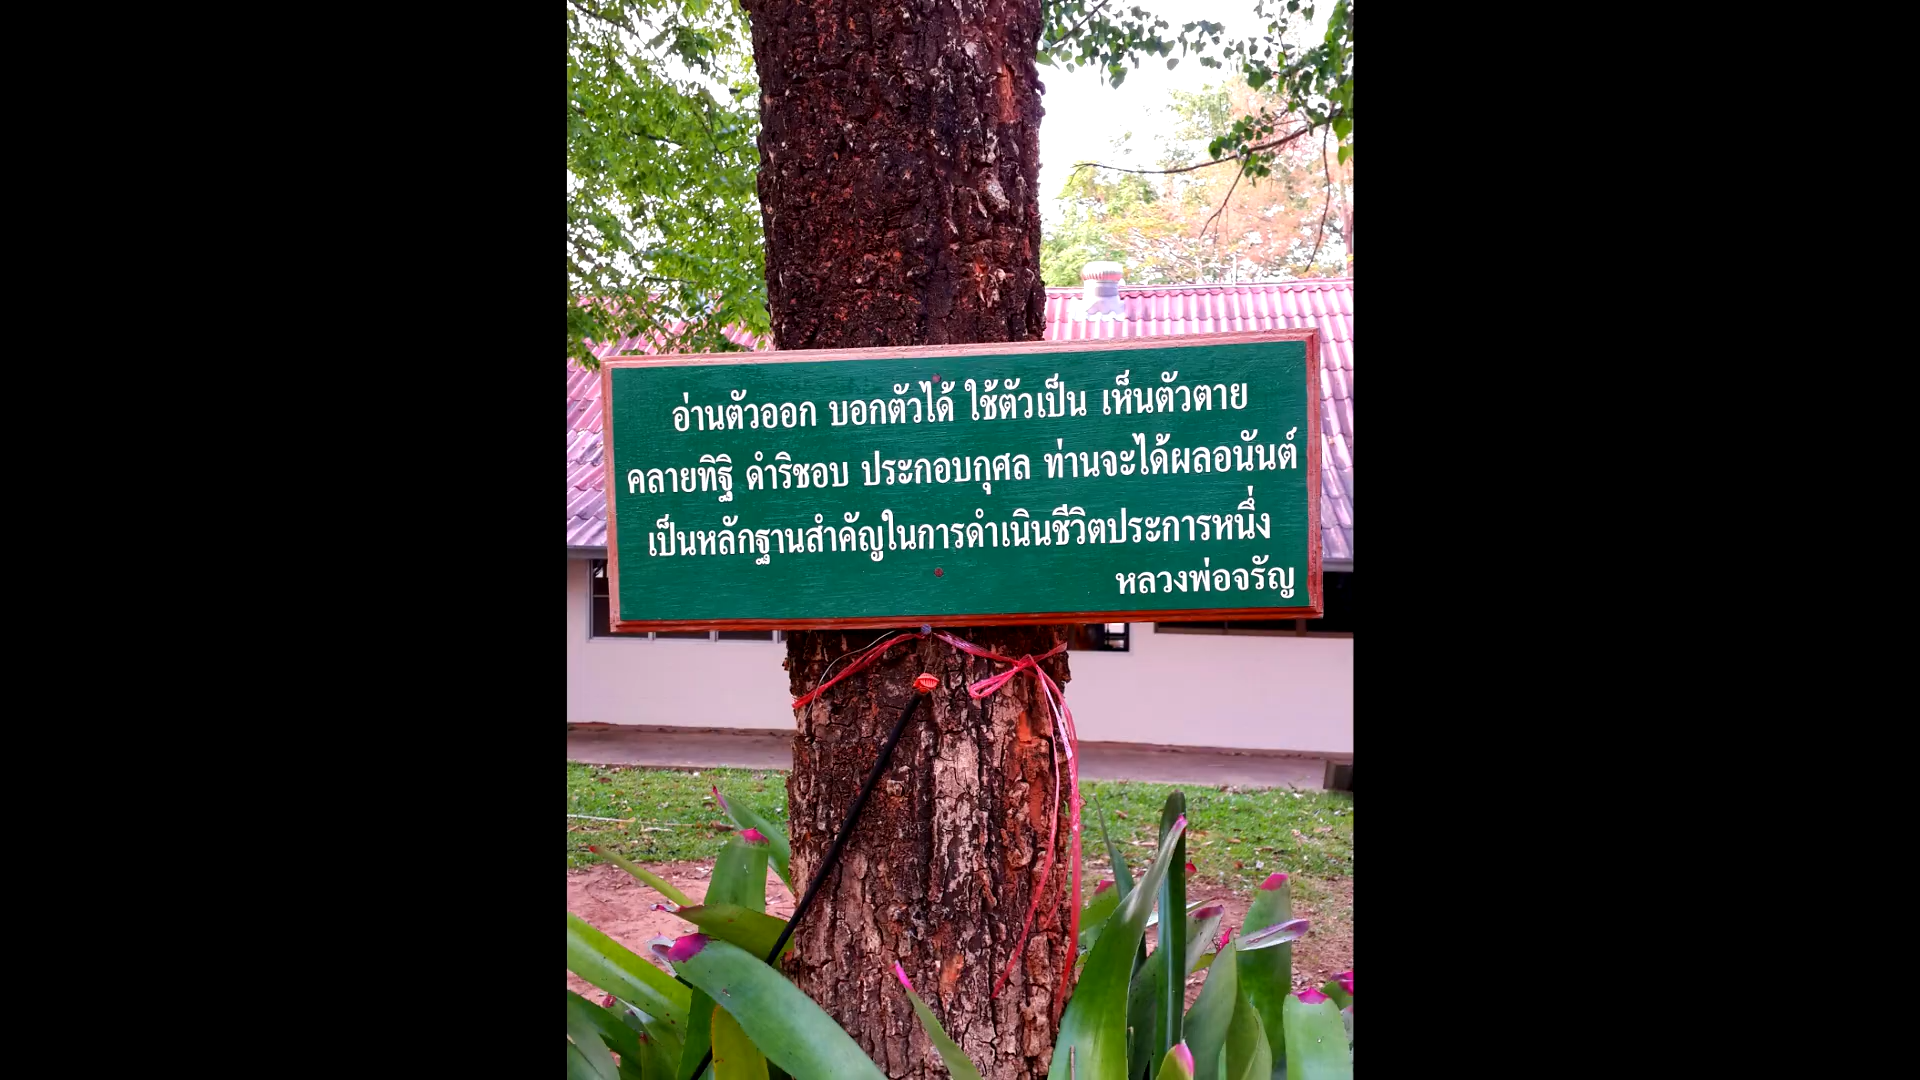 อ่านตัวออก บอกตัวได้ ใช้ตัวเป็น เห็นตัวตาย
คลายทิฐิ ดำริชอบ ประกอบกุศล ท่านจะได้ผลอนันต์
เป็นหลักฐานสำคัญในการดำเนินชีวิตประการหนึ่ง
หลวงพ่อจรัญ